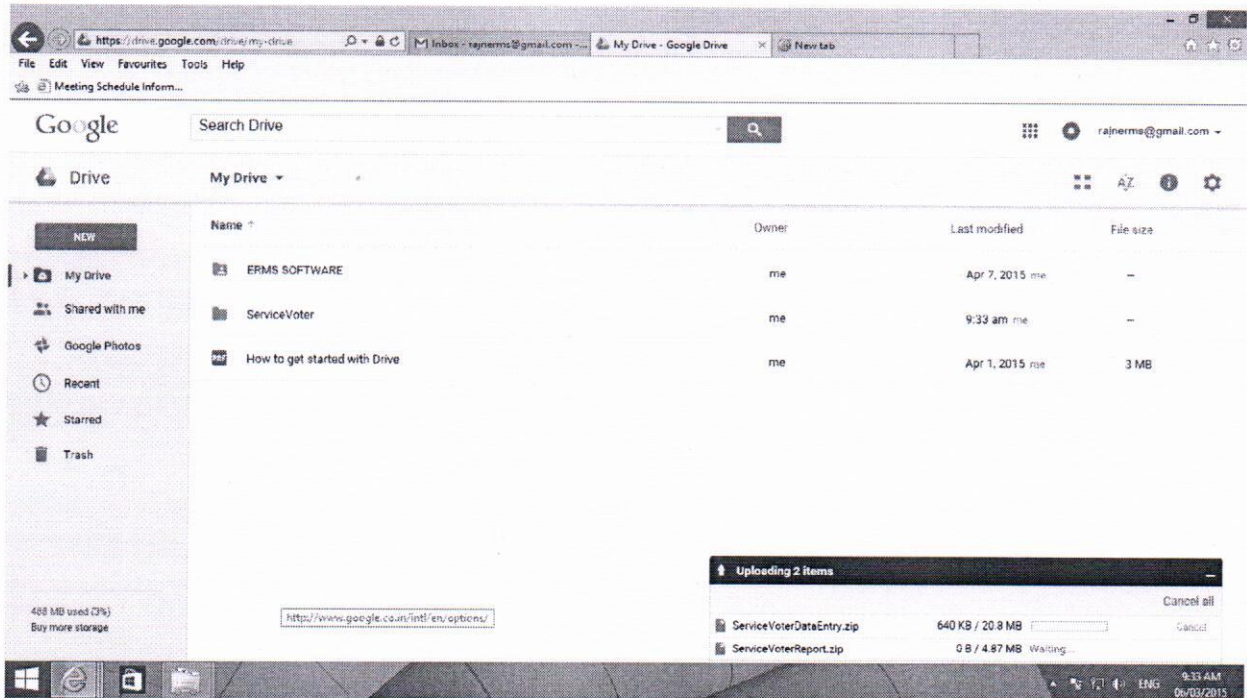 https://drive.google.com/drive/my-drive
Inbox - rajnerms@gmail.com -...
My Drive - Google Drive
New tab
File Edit View Favourites Tools Help
Meeting Schedule Inform...
Google
Search Drive
rajnerms@gmail.com
Drive
My Drive
NEW
Name
Owner
Last modified
File size
My Drive
ERMS SOFTWARE
me
Apr 7, 2015 me
–
Shared with me
ServiceVoter
me
9:33 am me
–
Google Photos
How to get started with Drive
me
Apr 1, 2015 me
3 MB
Recent
Starred
Trash
488 MB used (3%)
Buy more storage
http://www.google.co.in/intl/en/options/
Uploading 2 items
Cancel all
ServiceVoterDataEntry.zip 640 KB / 20.8 MB Cancel
ServiceVoterReport.zip 0 B / 4.87 MB Waiting...
ENG
9:33 AM
06/03/2015